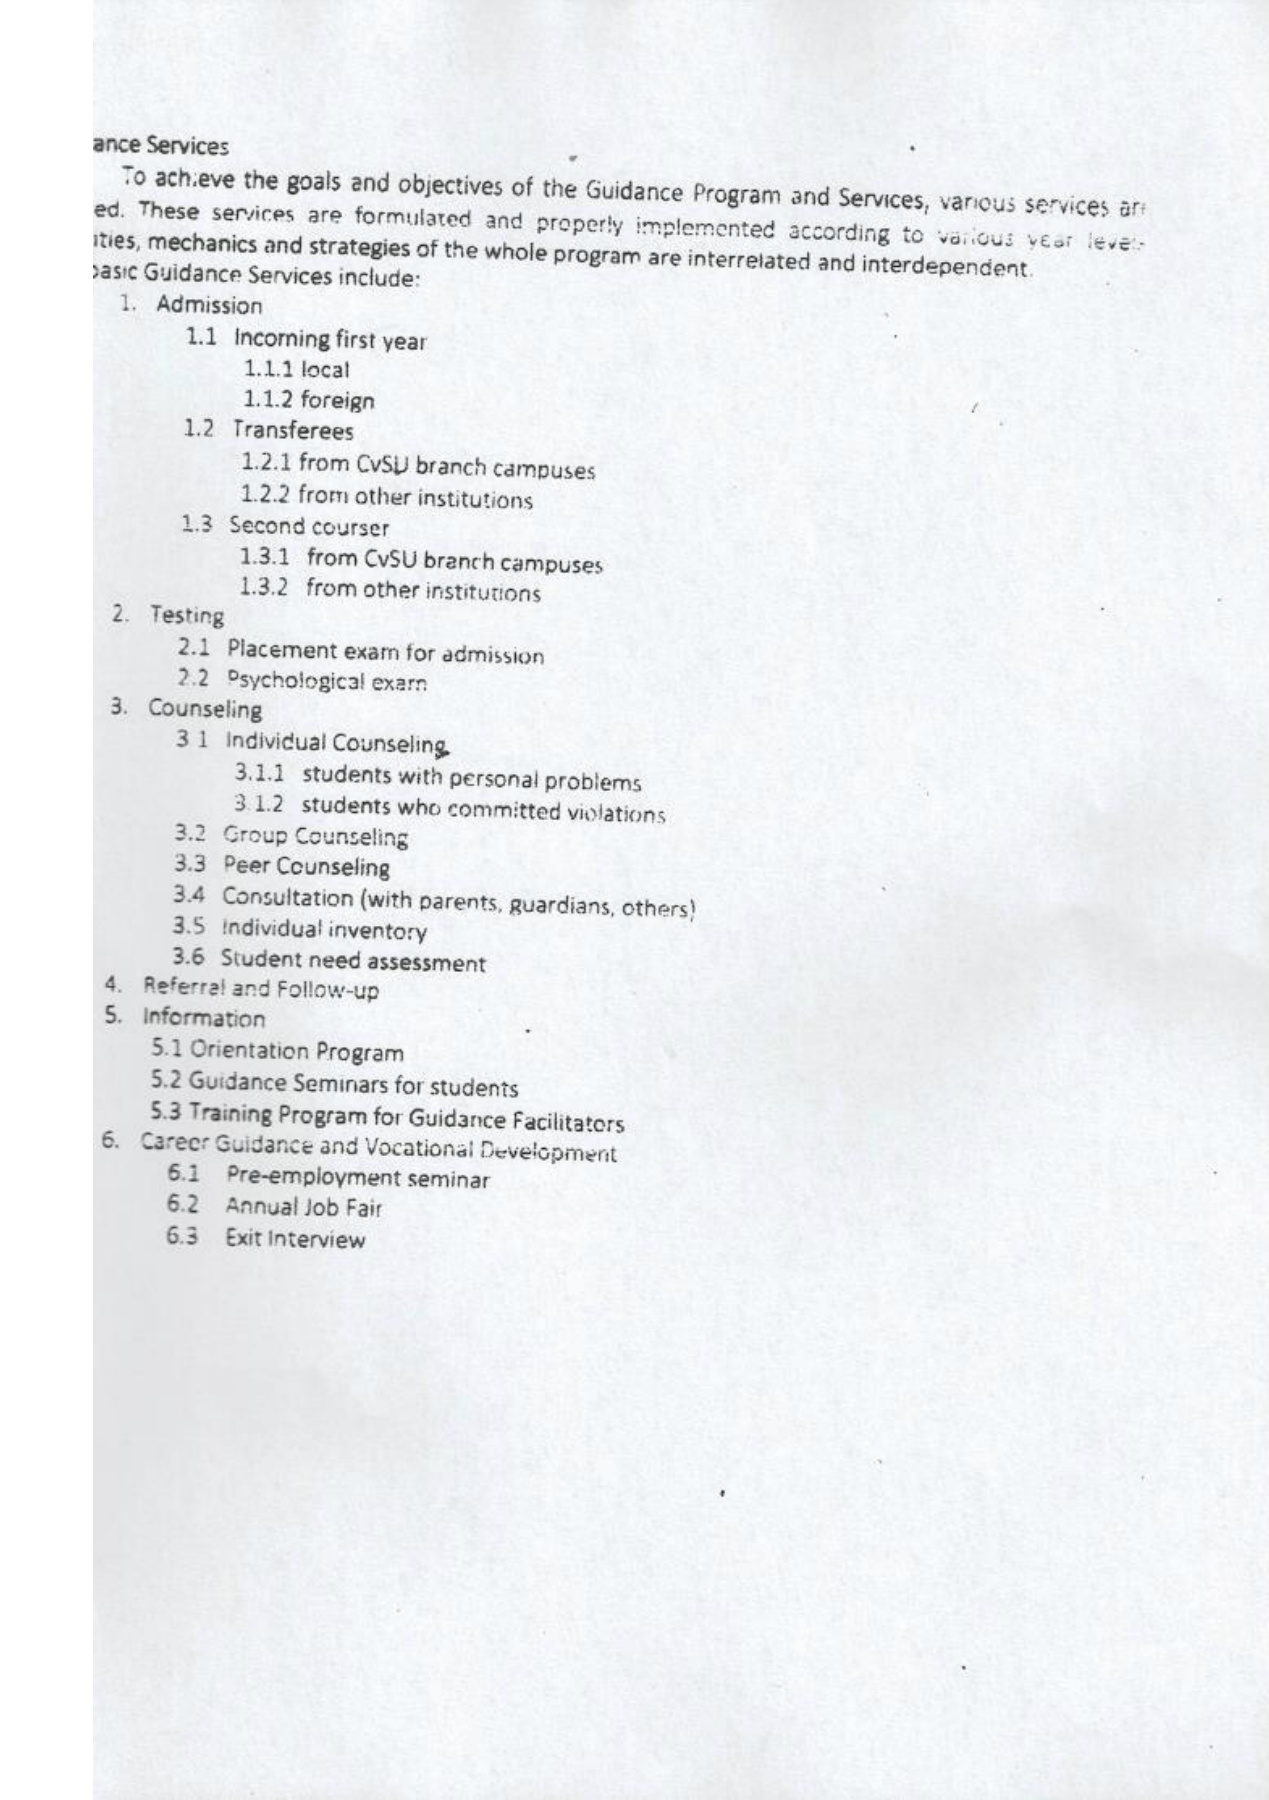 ance Services
To achieve the goals and objectives of the Guidance Program and Services, various services are
ed. These services are formulated and properly implemented according to various year levels
ities, mechanics and strategies of the whole program are interrelated and interdependent.
basic Guidance Services include:
1. Admission
1.1 Incoming first year
1.1.1 local
1.1.2 foreign
1.2 Transferees
1.2.1 from CvSU branch campuses
1.2.2 from other institutions
1.3 Second courser
1.3.1 from CvSU branch campuses
1.3.2 from other institutions
2. Testing
2.1 Placement exam for admission
2.2 Psychological exam
3. Counseling
3.1 Individual Counseling
3.1.1 students with personal problems
3.1.2 students who committed violations
3.2 Group Counseling
3.3 Peer Counseling
3.4 Consultation (with parents, guardians, others)
3.5 Individual inventory
3.6 Student need assessment
4. Referral and Follow-up
5. Information
5.1 Orientation Program
5.2 Guidance Seminars for students
5.3 Training Program for Guidance Facilitators
6. Career Guidance and Vocational Development
6.1 Pre-employment seminar
6.2 Annual Job Fair
6.3 Exit Interview